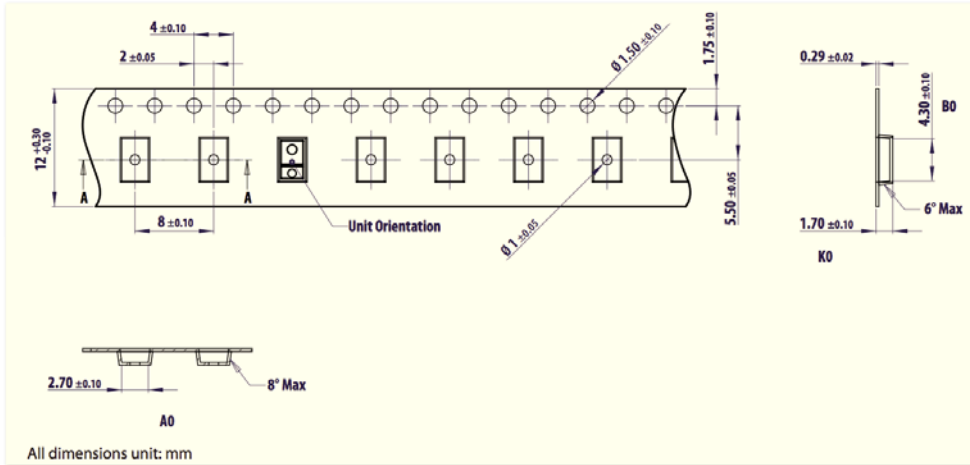 4 ±0.10
2 ±0.05
Ø 1.50 ±0.10
1.75 ±0.10
0.29 ±0.02
4.30 ±0.10
B0
12 +0.30 -0.10
A
A
5.50 ±0.05
8 ±0.10
Unit Orientation
Ø 1 ±0.05
6° Max
1.70 ±0.10
K0
2.70 ±0.10
8° Max
A0
All dimensions unit: mm